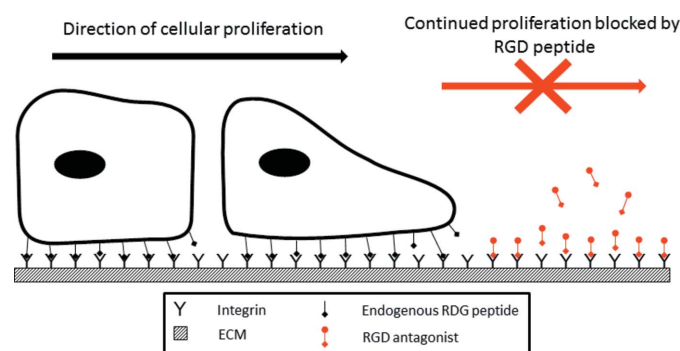 Direction of cellular proliferation
Continued proliferation blocked by
RGD peptide
Integrin
Endogenous RDG peptide
ECM
RGD antagonist